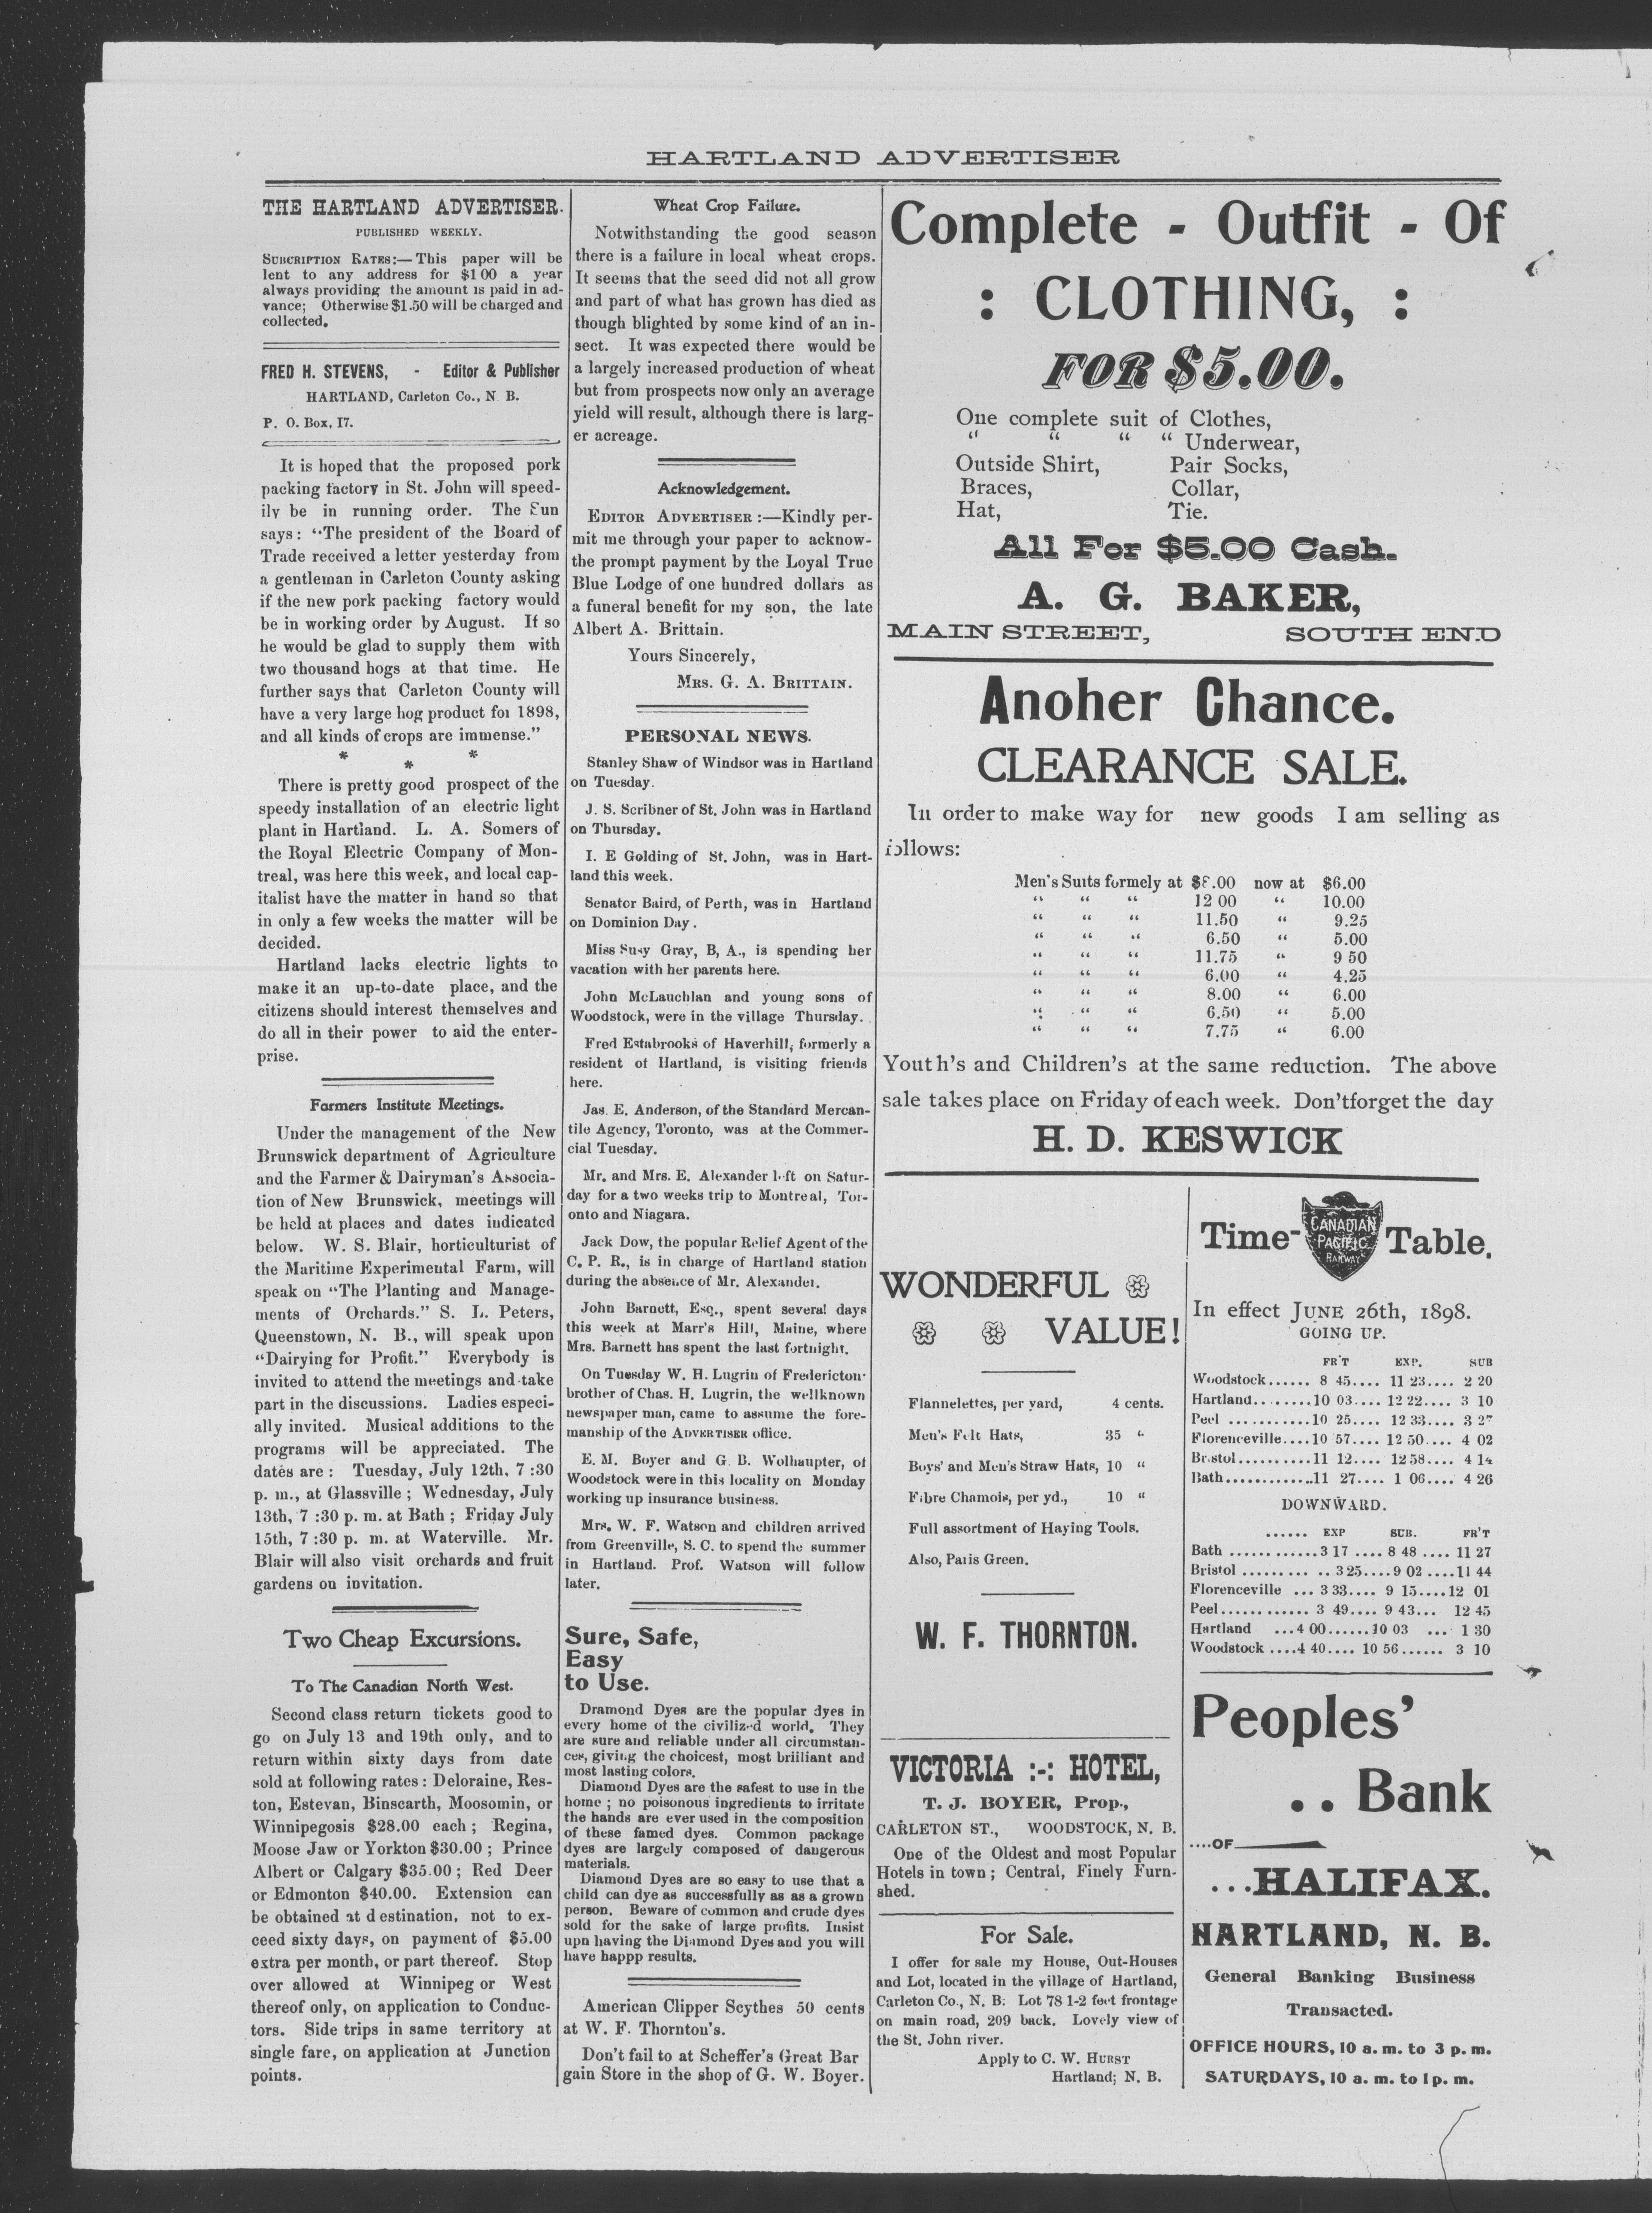 HARTLAND ADVERTISER
THE HARTLAND ADVERTISER.
PUBLISHED WEEKLY.
SUBCRIPTION RATES:—This paper will be
lent to any address for $1 00 a year
always providing the amount is paid in ad-
vance; Otherwise $1.50 will be charged and
collected.
FRED H. STEVENS, - Editor & Publisher
HARTLAND, Carleton Co., N B.
P. O. Box, 17.
It is hoped that the proposed pork
packing factory in St. John will speed-
ily be in running order. The Sun
says: "The president of the Board of
Trade received a letter yesterday from
a gentleman in Carleton County asking
if the new pork packing factory would
be in working order by August. If so
he would be glad to supply them with
two thousand hogs at that time. He
further says that Carleton County will
have a very large hog product for 1898,
and all kinds of crops are immense."
* * *
There is pretty good prospect of the
speedy installation of an electric light
plant in Hartland. L. A. Somers of
the Royal Electric Company of Mon-
treal, was here this week, and local cap-
italist have the matter in hand so that
in only a few weeks the matter will be
decided.
Hartland lacks electric lights to
make it an up-to-date place, and the
citizens should interest themselves and
do all in their power to aid the enter-
prise.
Farmers Institute Meetings.
Under the management of the New
Brunswick department of Agriculture
and the Farmer & Dairyman's Associa-
tion of New Brunswick, meetings will
be held at places and dates indicated
below. W. S. Blair, horticulturist of
the Maritime Experimental Farm, will
speak on "The Planting and Manage-
ments of Orchards." S. L. Peters,
Queenstown, N. B., will speak upon
"Dairying for Profit." Everybody is
invited to attend the meetings and take
part in the discussions. Ladies especi-
ally invited. Musical additions to the
programs will be appreciated. The
dates are: Tuesday, July 12th, 7:30
p. m., at Glassville; Wednesday, July
13th, 7:30 p. m. at Bath; Friday July
15th, 7:30 p. m. at Waterville. Mr.
Blair will also visit orchards and fruit
gardens on invitation.
Two Cheap Excursions.
To The Canadian North West.
Second class return tickets good to
go on July 13 and 19th only, and to
return within sixty days from date
sold at following rates: Deloraine, Res-
ton, Estevan, Binscarth, Moosomin, or
Winnipegosis $28.00 each; Regina,
Moose Jaw or Yorkton $30.00; Prince
Albert or Calgary $35.00; Red Deer
or Edmonton $40.00. Extension can
be obtained at d estination, not to ex-
ceed sixty days, on payment of $5.00
extra per month, or part thereof. Stop
over allowed at Winnipeg or West
thereof only, on application to Conduc-
tors. Side trips in same territory at
single fare, on application at Junction
points.
Wheat Crop Failure.
Notwithstanding the good season
there is a failure in local wheat crops.
It seems that the seed did not all grow
and part of what has grown has died as
though blighted by some kind of an in-
sect. It was expected there would be
a largely increased production of wheat
but from prospects now only an average
yield will result, although there is larg-
er acreage.
Acknowledgement.
EDITOR ADVERTISER:—Kindly per-
mit me through your paper to acknow-
the prompt payment by the Loyal True
Blue Lodge of one hundred dollars as
a funeral benefit for my son, the late
Albert A. Brittain.
Yours Sincerely,
MRS. G. A. BRITTAIN.
PERSONAL NEWS.
Stanley Shaw of Windsor was in Hartland
on Tuesday.
J. S. Scribner of St. John was in Hartland
on Thursday.
I. E Golding of St. John, was in Hart-
land this week.
Senator Baird, of Perth, was in Hartland
on Dominion Day.
Miss Susy Gray, B, A., is spending her
vacation with her parents here.
John McLauchlan and young sons of
Woodstock, were in the village Thursday.
Fred Estabrooks of Haverhill, formerly a
resident of Hartland, is visiting friends
here.
Jas. E. Anderson, of the Standard Mercan-
tile Agency, Toronto, was at the Commer-
cial Tuesday.
Mr. and Mrs. E. Alexander left on Satur-
day for a two weeks trip to Montreal, Tor-
onto and Niagara.
Jack Dow, the popular Relief Agent of the
C. P. R., is in charge of Hartland station
during the absence of Mr. Alexander.
John Barnett, Esq., spent several days
this week at Marr's Hill, Maine, where
Mrs. Barnett has spent the last fortnight.
On Tuesday W. H. Lugrin of Fredericton
brother of Chas. H. Lugrin, the wellknown
newspaper man, came to assume the fore-
manship of the ADVERTISER office.
E. M. Boyer and G. B. Wolhaupter, of
Woodstock were in this locality on Monday
working up insurance business.
Mrs. W. F. Watson and children arrived
from Greenville, S. C. to spend the summer
in Hartland. Prof. Watson will follow
later.
Sure, Safe,
Easy
to Use.
Dramond Dyes are the popular dyes in
every home of the civilized world. They
are sure and reliable under all circumstan-
ces, giving the choicest, most briiliant and
most lasting colors.
Diamond Dyes are the safest to use in the
home; no poisonous ingredients to irritate
the hands are ever used in the composition
of these famed dyes. Common package
dyes are largely composed of dangerous
materials.
Diamond Dyes are so easy to use that a
child can dye as successfully as as a grown
person. Beware of common and crude dyes
sold for the sake of large profits. Insist
upn having the Diamond Dyes and you will
have happp results.
American Clipper Scythes 50 cents
at W. F. Thornton's.
Don't fail to at Scheffer's Great Bar
gain Store in the shop of G. W. Boyer.
Complete - Outfit - Of
: CLOTHING, :
FOR $5.00.
One complete suit of Clothes,
" " " " Underwear,
Outside Shirt, Pair Socks,
Braces, Collar,
Hat, Tie.
All For $5.00 Cash.
A. G. BAKER,
MAIN STREET, SOUTH END
Anoher Chance.
CLEARANCE SALE.
In order to make way for new goods I am selling as
follows:
Men's Suits formely at $8.00 now at $6.00
" " " 12 00 " 10.00
" " " 11.50 " 9.25
" " " 6.50 " 5.00
" " " 11.75 " 9 50
" " " 6.00 " 4.25
" " " 8.00 " 6.00
" " " 6.50 " 5.00
" " " 7.75 " 6.00
Youth's and Children's at the same reduction. The above
sale takes place on Friday of each week. Don'tforget the day
H. D. KESWICK
WONDERFUL
VALUE!
Flannelettes, per yard, 4 cents.
Men's Felt Hats, 35 "
Boys' and Men's Straw Hats, 10 "
Fibre Chamois, per yd., 10 "
Full assortment of Haying Tools.
Also, Paris Green.
W. F. THORNTON.
VICTORIA :-: HOTEL,
T. J. BOYER, Prop.,
CARLETON ST., WOODSTOCK, N. B.
One of the Oldest and most Popular
Hotels in town; Central, Finely Furn-
shed.
For Sale.
I offer for sale my House, Out-Houses
and Lot, located in the village of Hartland,
Carleton Co., N. B. Lot 78 1-2 feet frontage
on main road, 209 back. Lovely view of
the St. John river.
Apply to C. W. HURST
Hartland; N. B.
Time- CANADIAN PACIFIC RAILWAY Table.
In effect JUNE 26th, 1898.
GOING UP.
FR'T EXP. SUB
Woodstock...... 8 45.... 11 23.... 2 20
Hartland........10 03.... 12 22.... 3 10
Peel ...........10 25.... 12 33.... 3 27
Florenceville....10 57.... 12 50.... 4 02
Bristol..........11 12.... 12 58.... 4 14
Bath.............11 27.... 1 06.... 4 26
DOWNWARD.
...... EXP SUB. FR'T
Bath ............3 17 .... 8 48 .... 11 27
Bristol ......... .. 3 25....9 02 ....11 44
Florenceville ... 3 33.... 9 15....12 01
Peel............ 3 49.... 9 43... 12 45
Hartland ...4 00......10 03 ... 1 30
Woodstock ....4 40.... 10 56...... 3 10
Peoples'
.. Bank
....OF
...HALIFAX.
HARTLAND, N. B.
General Banking Business
Transacted.
OFFICE HOURS, 10 a. m. to 3 p. m.
SATURDAYS, 10 a. m. to 1 p. m.